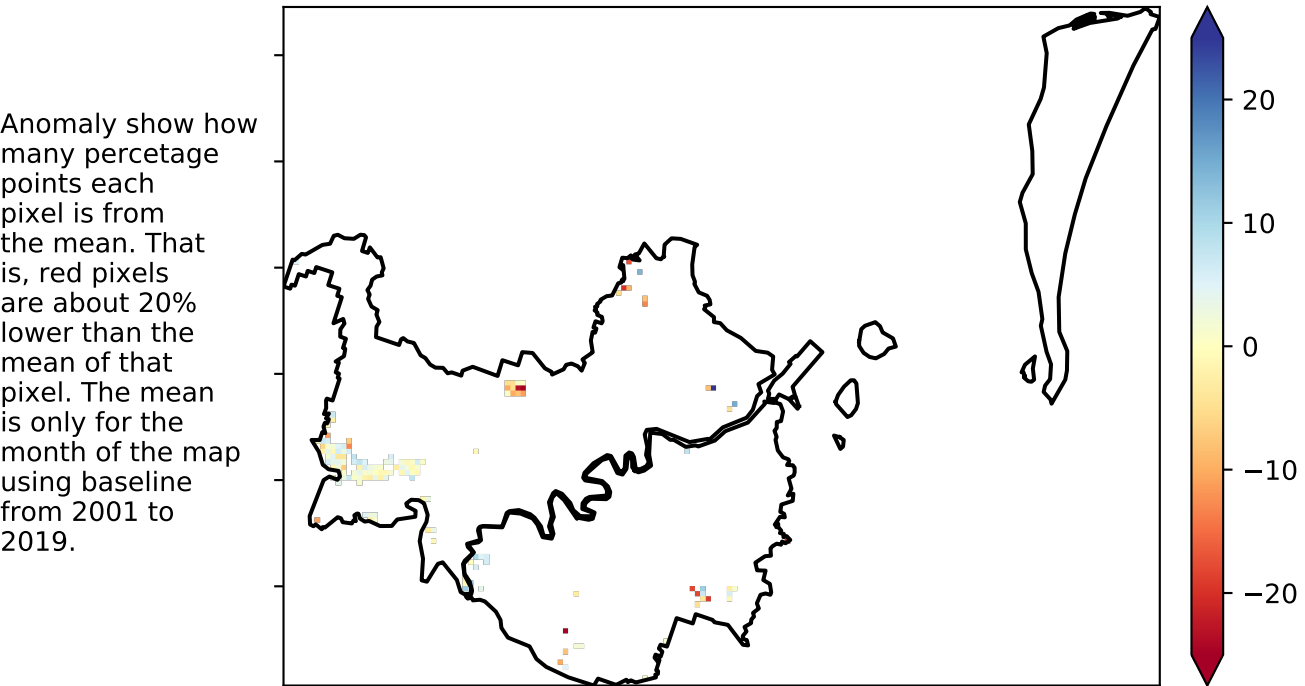 Anomaly show how
many percetage
points each
pixel is from
the mean. That
is, red pixels
are about 20%
lower than the
mean of that
pixel. The mean
is only for the
month of the map
using baseline
from 2001 to
2019.
20
10
0
−10
−20